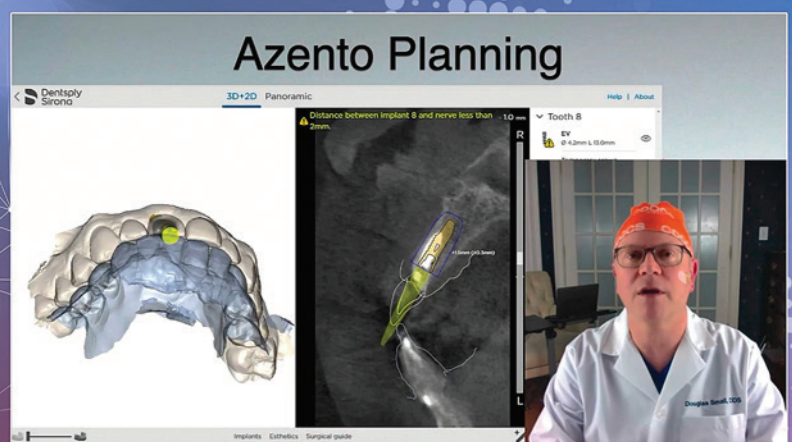 Azento Planning
Dentsply
Sirona
3D+2D Panoramic
Help | About
Distance between implant 8 and nerve less than
2mm.
1.0 mm
R
Tooth 8
EV
Ø 4.2mm L 13.0mm
L
Douglas Small, DDS
Implants Esthetics Surgical guide